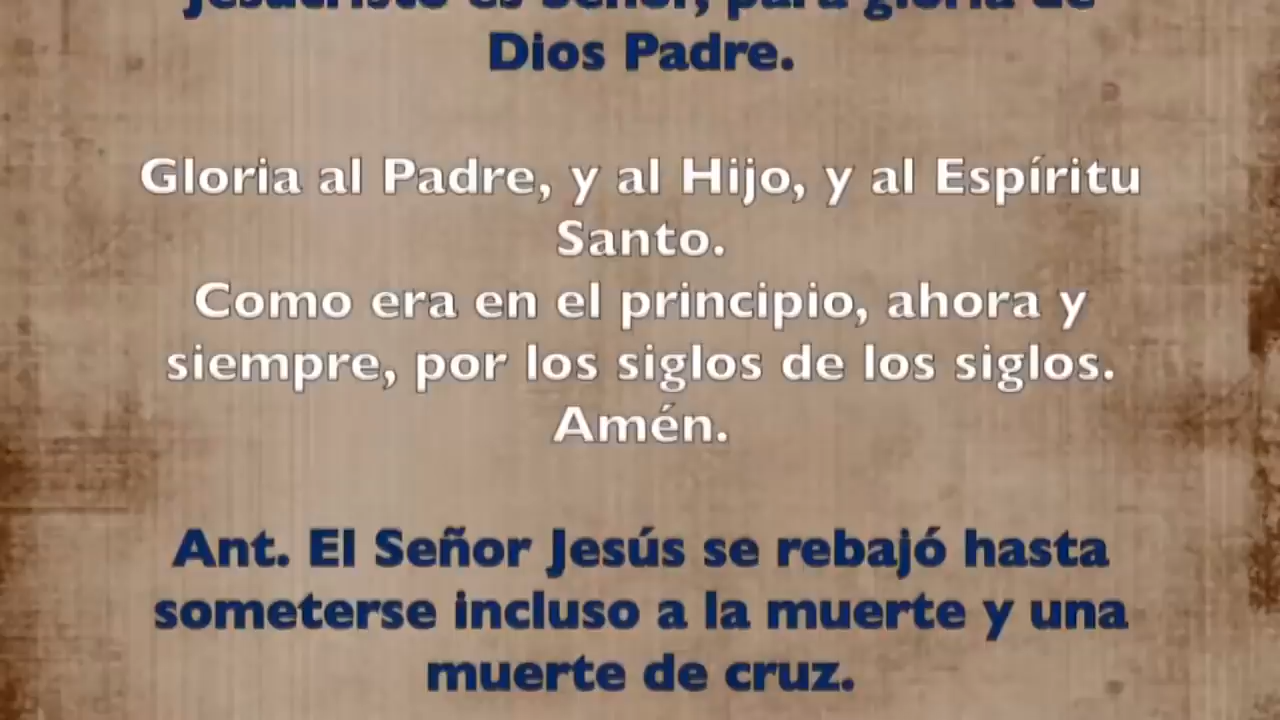 Jesucristo es Señor, para gloria de
Dios Padre.
Gloria al Padre, y al Hijo, y al Espíritu
Santo.
Como era en el principio, ahora y
siempre, por los siglos de los siglos.
Amén.
Ant. El Señor Jesús se rebajó hasta
someterse incluso a la muerte y una
muerte de cruz.